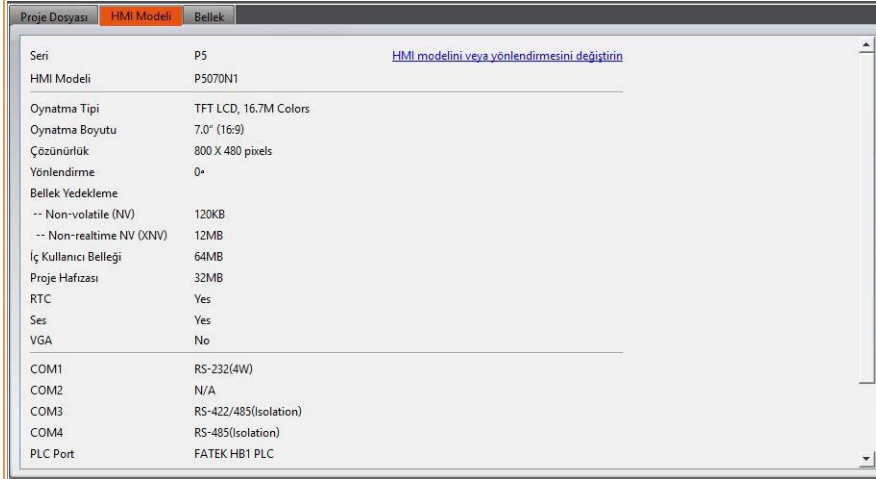 Proje Dosyası HMI Modeli Bellek
Seri P5 HMI modelini veya yönlendirmesini değiştirin
HMI Modeli P5070N1
Oynatma Tipi TFT LCD, 16.7M Colors
Oynatma Boyutu 7.0" (16:9)
Çözünürlük 800 X 480 pixels
Yönlendirme 0°
Bellek Yedekleme
-- Non-volatile (NV) 120KB
-- Non-realtime NV (XNV) 12MB
İç Kullanıcı Belleği 64MB
Proje Hafızası 32MB
RTC Yes
Ses Yes
VGA No
COM1 RS-232(4W)
COM2 N/A
COM3 RS-422/485(Isolation)
COM4 RS-485(Isolation)
PLC Port FATEK HB1 PLC